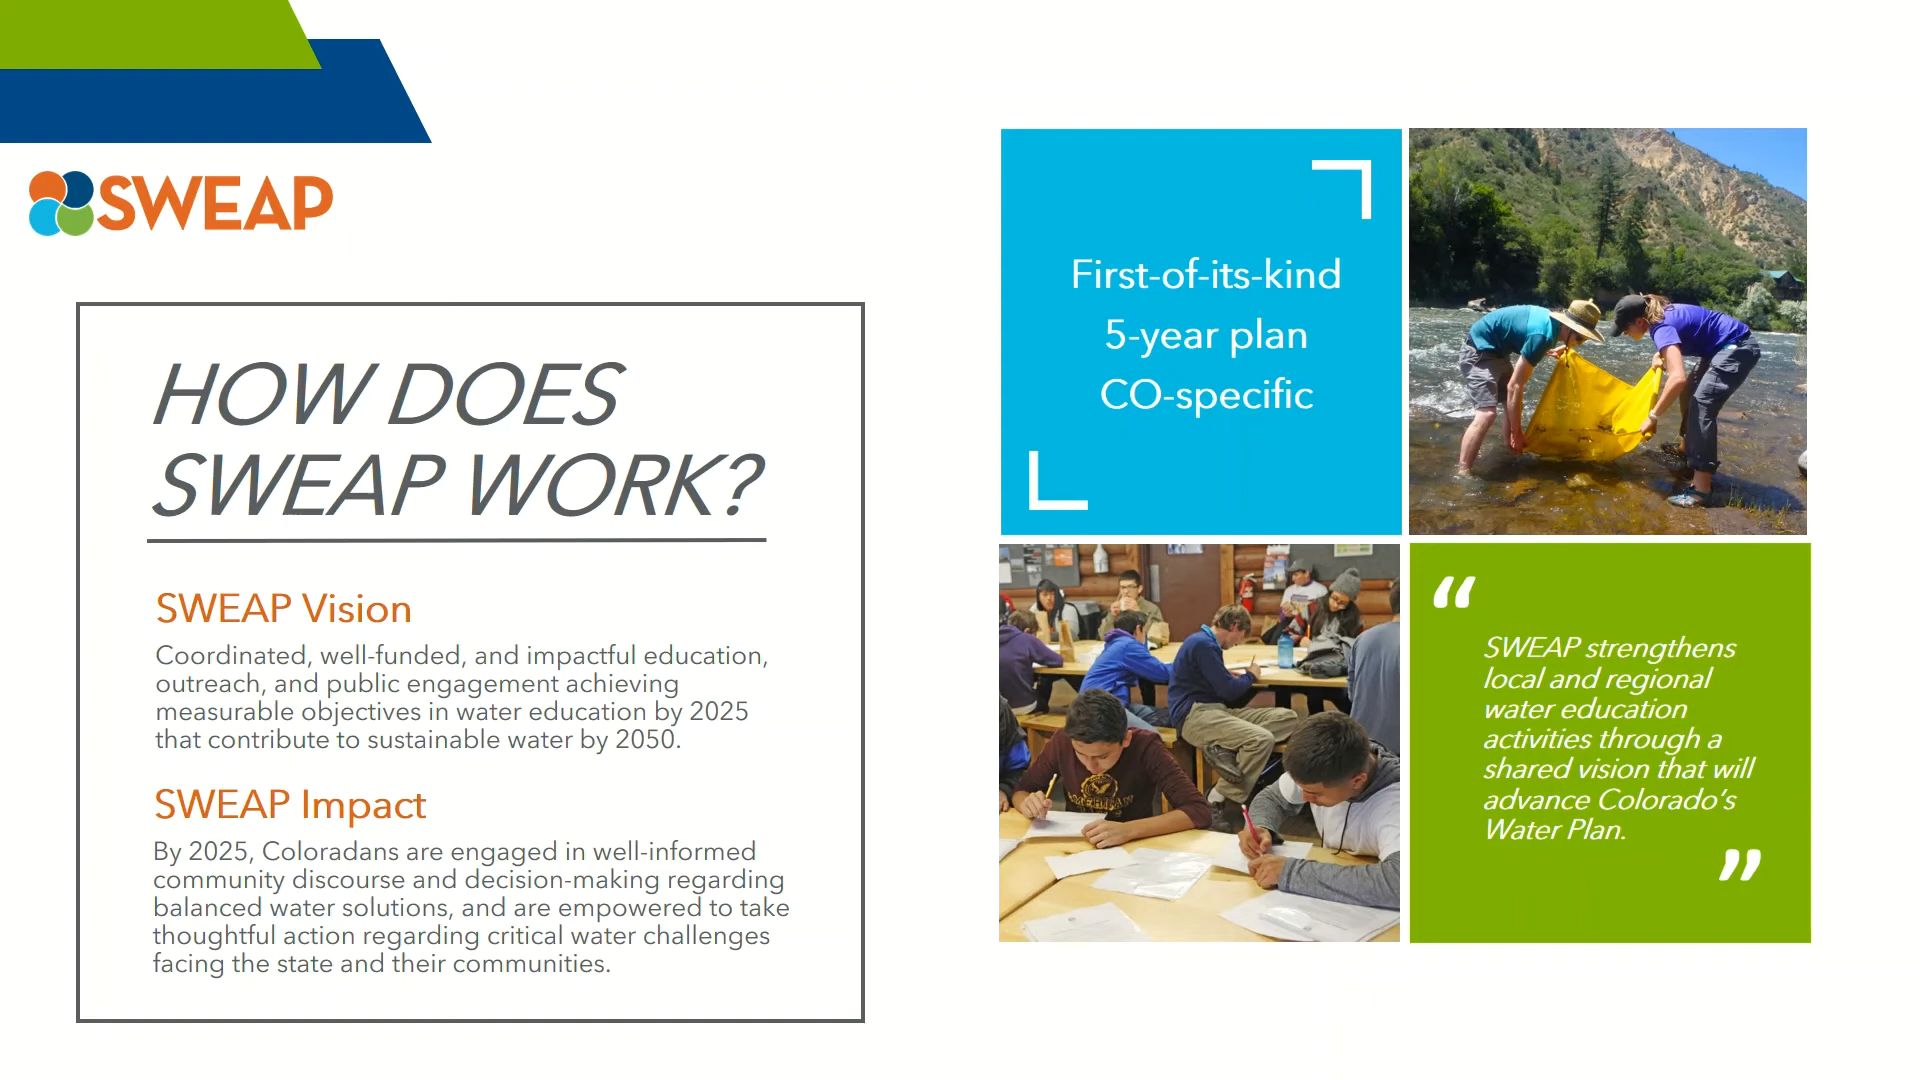 SWEAP
HOW DOES
SWEAP WORK?
SWEAP Vision
Coordinated, well-funded, and impactful education,
outreach, and public engagement achieving
measurable objectives in water education by 2025
that contribute to sustainable water by 2050.
SWEAP Impact
By 2025, Coloradans are engaged in well-informed
community discourse and decision-making regarding
balanced water solutions, and are empowered to take
thoughtful action regarding critical water challenges
facing the state and their communities.
First-of-its-kind
5-year plan
CO-specific
“
SWEAP strengthens
local and regional
water education
activities through a
shared vision that will
advance Colorado’s
Water Plan.
”